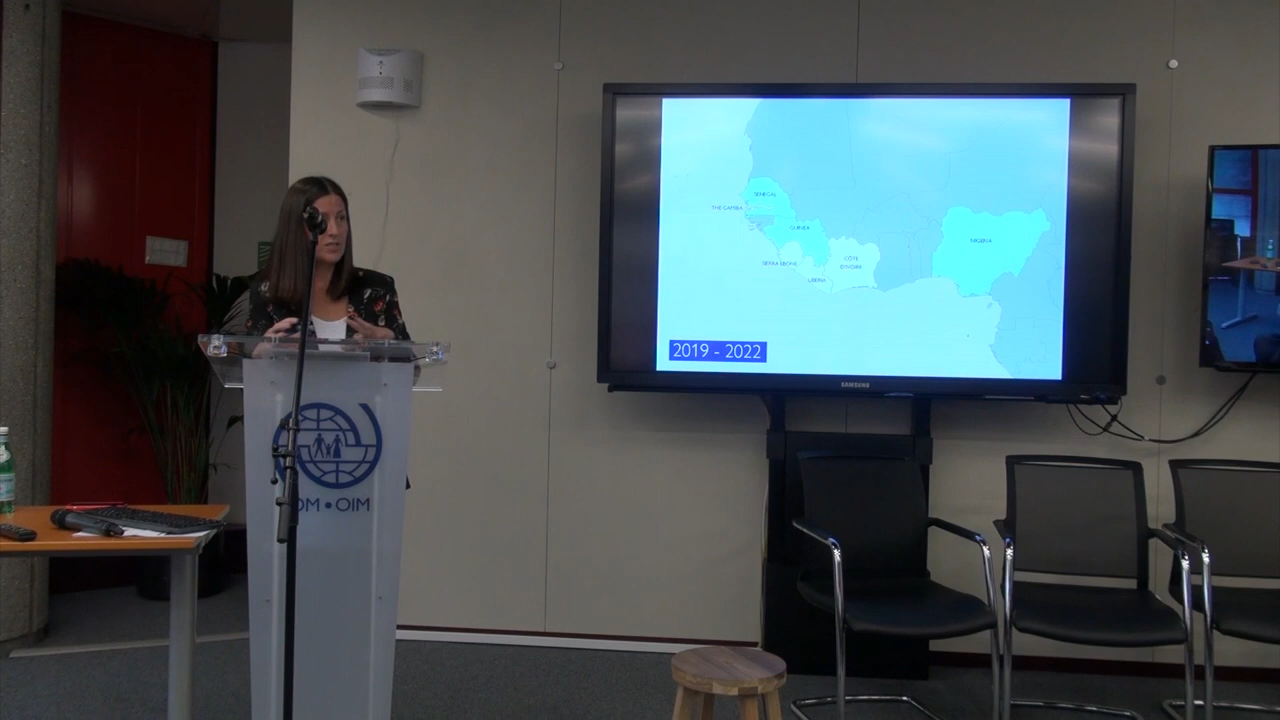 SENEGAL
THE GAMBIA
GUINEA
SIERRA LEONE
LIBERIA
CÔTE
D'IVOIRE
NIGERIA
2019 - 2022
SAMSUNG
OM • OIM